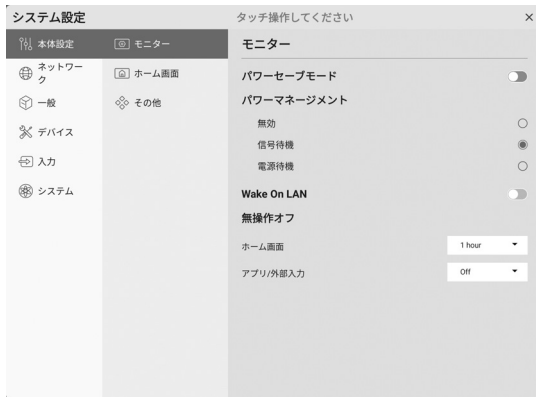 システム設定
タッチ操作してください
×
本体設定
ネットワー
ク
一般
デバイス
入力
システム
モニター
ホーム画面
その他
モニター
パワーセーブモード
パワーマネージメント
無効
信号待機
電源待機
Wake On LAN
無操作オフ
ホーム画面 1 hour
アプリ/外部入力 Off